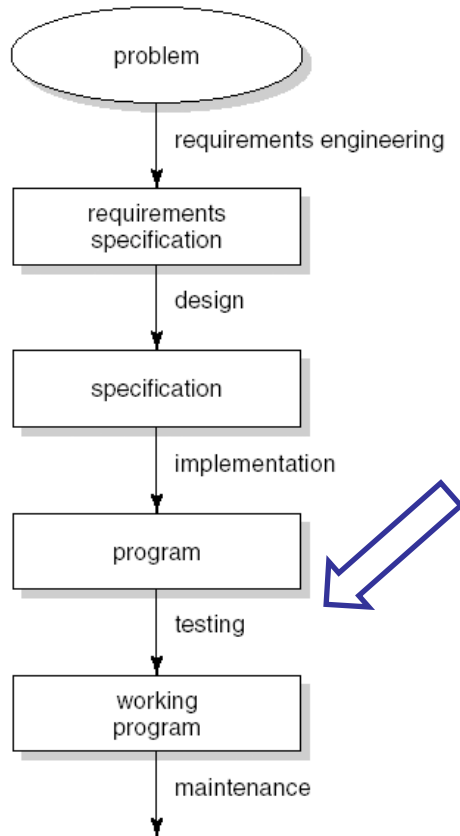 problem
requirements engineering
requirements
specification
design
specification
implementation
program
testing
working
program
maintenance